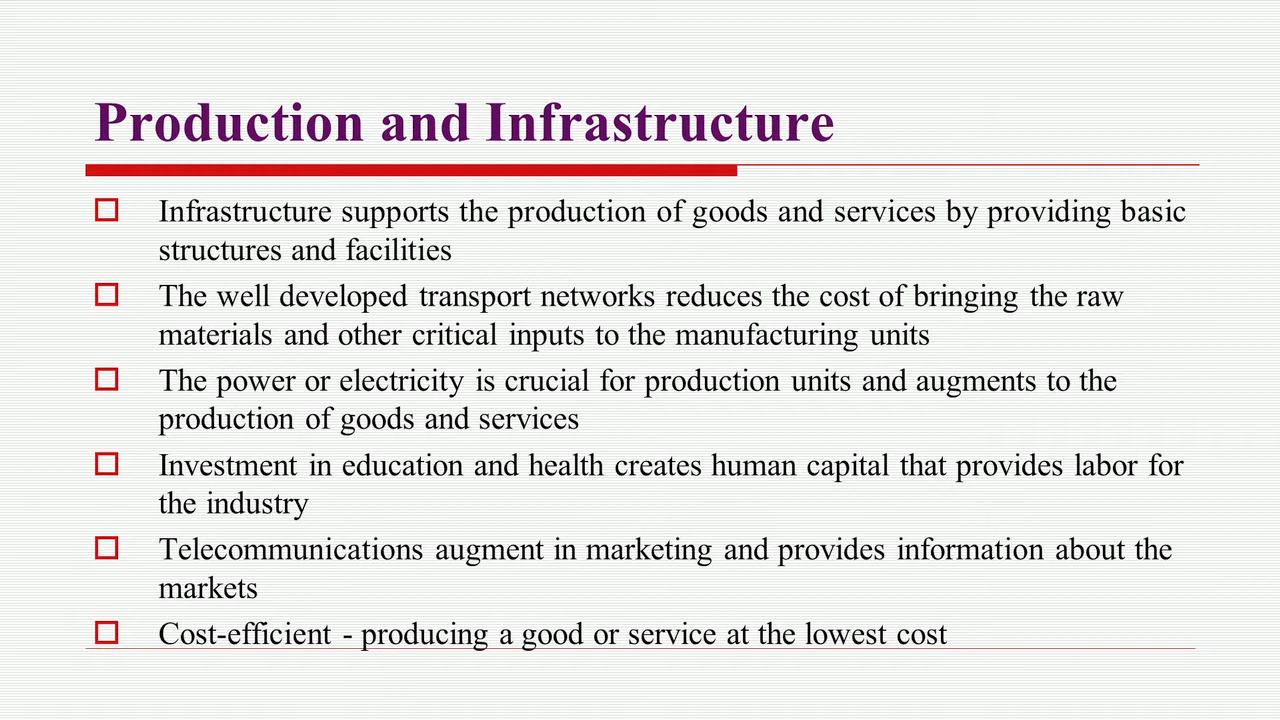 Production and Infrastructure
Infrastructure supports the production of goods and services by providing basic
structures and facilities
The well developed transport networks reduces the cost of bringing the raw
materials and other critical inputs to the manufacturing units
The power or electricity is crucial for production units and augments to the
production of goods and services
Investment in education and health creates human capital that provides labor for
the industry
Telecommunications augment in marketing and provides information about the
markets
Cost-efficient - producing a good or service at the lowest cost